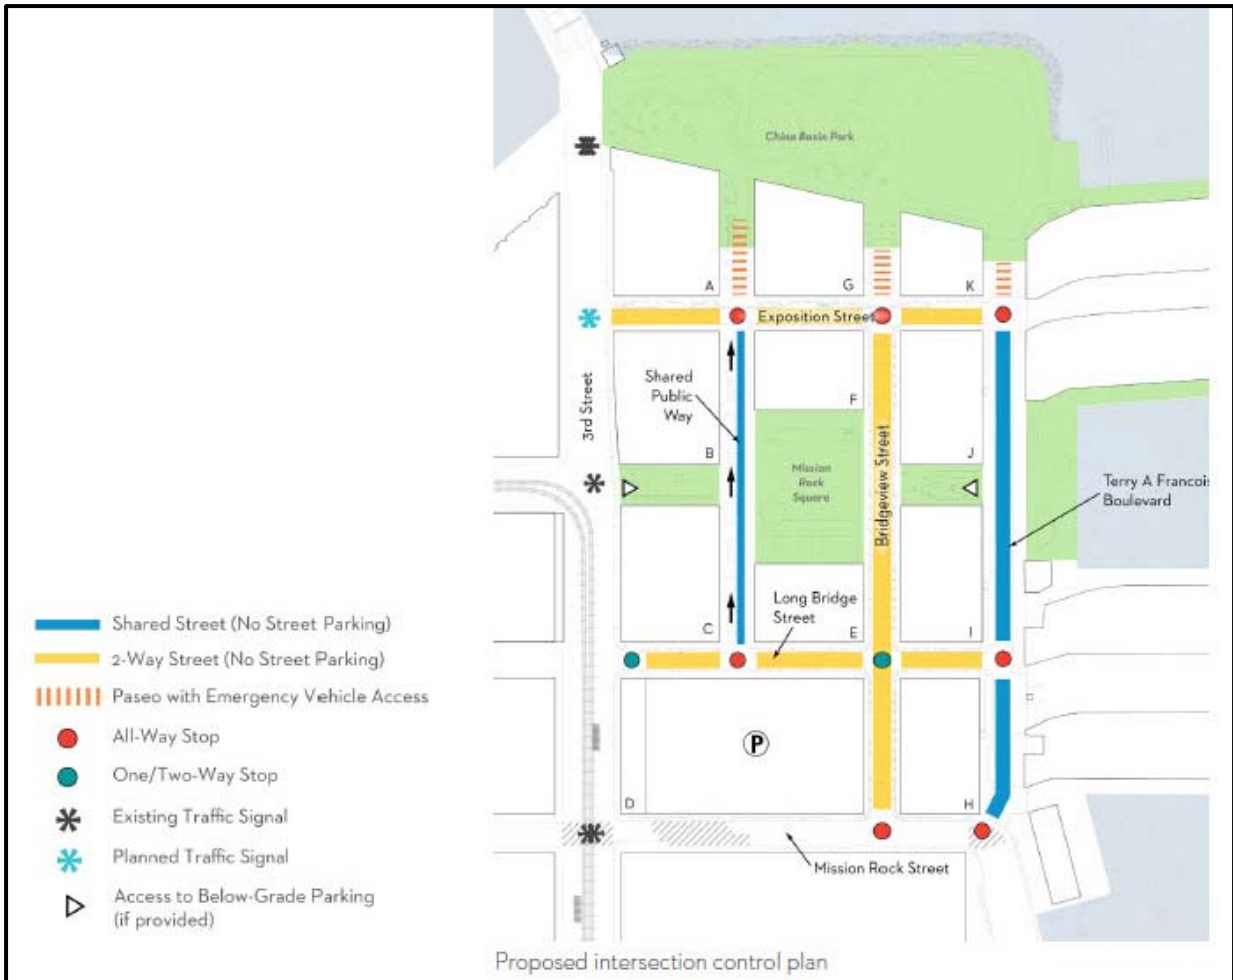 China Basin Park
A
G
K
Exposition Street
3rd Street
Shared
Public
Way
F
B
J
Mission
Rock
Square
Bridgeview Street
Terry A Francois
Boulevard
Long Bridge
Street
C
E
I
P
D
H
Mission Rock Street
Shared Street (No Street Parking)
2-Way Street (No Street Parking)
Paseo with Emergency Vehicle Access
All-Way Stop
One/Two-Way Stop
Existing Traffic Signal
Planned Traffic Signal
Access to Below-Grade Parking
(if provided)
Proposed intersection control plan